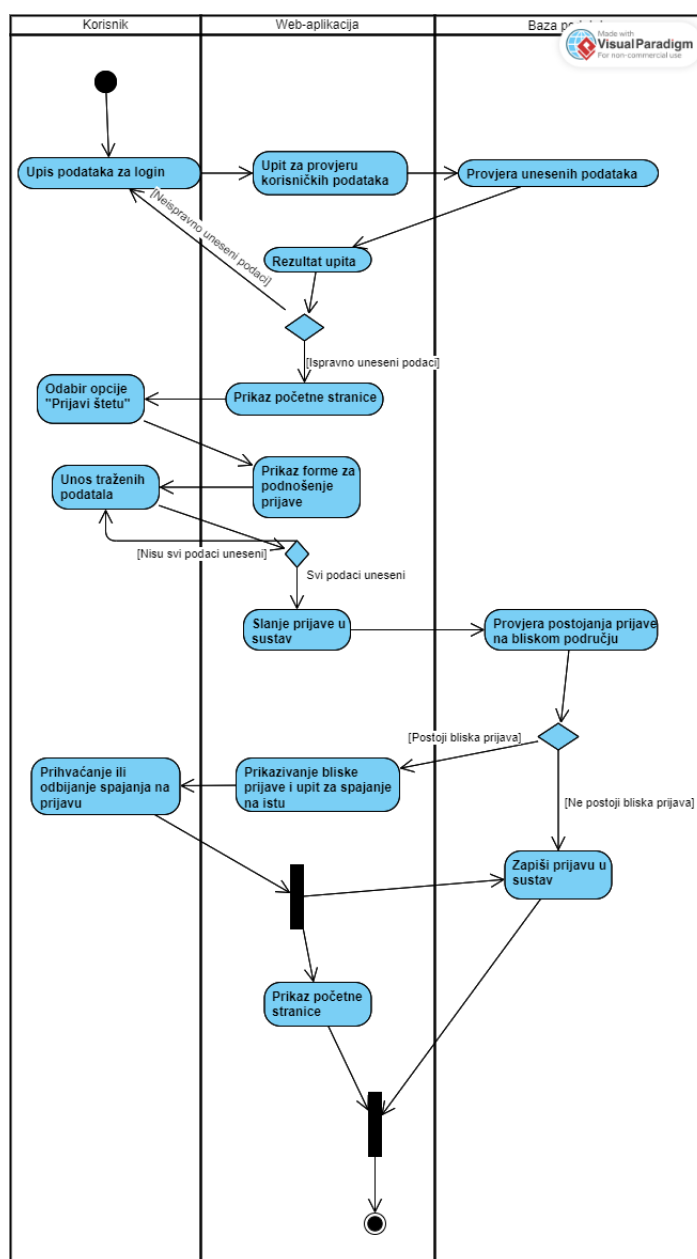 Korisnik
Web-aplikacija
Baza
Made with
VisualParadigm
For non-commercial use
Upis podataka za login
Upit za provjeru
korisničkih podataka
Provjera unesenih podataka
[Neispravno uneseni podaci]
Rezultat upita
[Ispravno uneseni podaci]
Odabir opcije
"Prijavi štetu"
Prikaz početne stranice
Unos traženih
podatala
Prikaz forme za
podnošenje
prijave
[Nisu svi podaci uneseni]
Svi podaci uneseni
Slanje prijave u
sustav
Provjera postojanja prijave
na bliskom području
[Postoji bliska prijava]
Prihvaćanje ili
odbijanje spajanja na
prijavu
Prikazivanje bliske
prijave i upit za spajanje
na istu
[Ne postoji bliska prijava]
Zapiši prijavu u
sustav
Prikaz početne
stranice